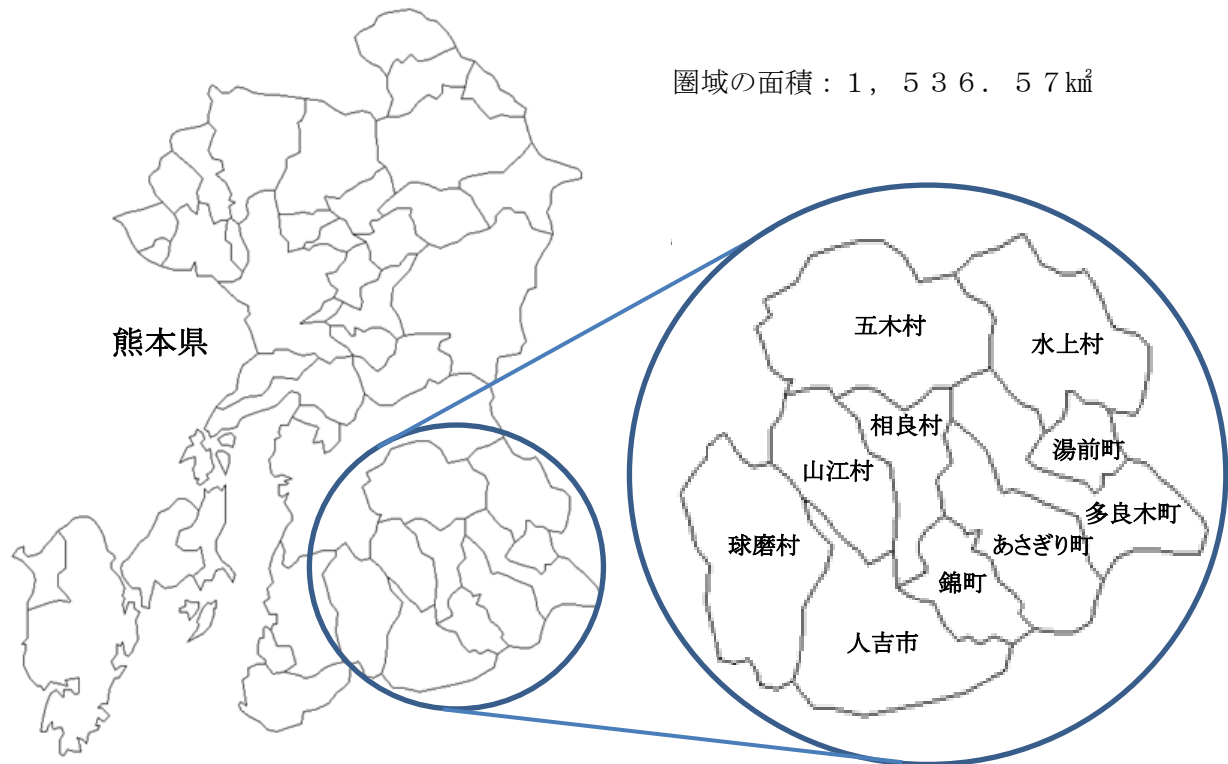 圏域の面積：１，５３６．５７㎢
熊本県
五木村
水上村
相良村
湯前町
山江村
多良木町
球磨村
あさぎり町
錦町
人吉市